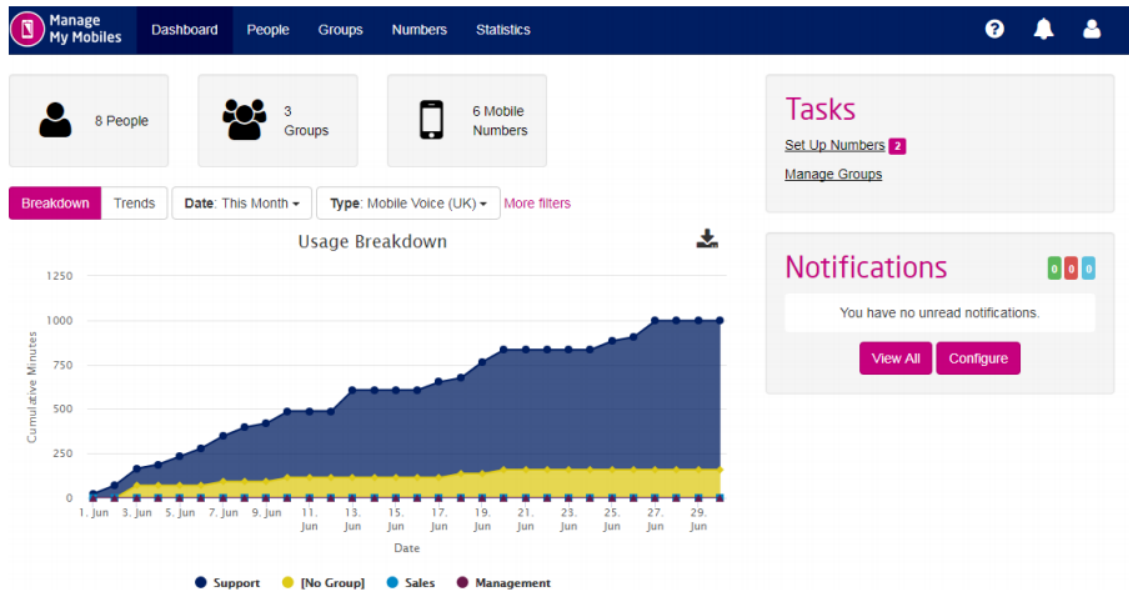 Manage
My Mobiles
Dashboard People Groups Numbers Statistics
?
8 People
3
Groups
6 Mobile
Numbers
Tasks
Set Up Numbers 2
Manage Groups
Breakdown Trends Date: This Month Type: Mobile Voice (UK) More filters
Usage Breakdown
Notifications 0 0 0
You have no unread notifications.
View All Configure
1250
1000
750
500
250
0
Cumulative Minutes
1. Jun 3. Jun 5. Jun 7. Jun 9. Jun 11. Jun 13. Jun 15. Jun 17. Jun 19. Jun 21. Jun 23. Jun 25. Jun 27. Jun 29. Jun
Date
Support [No Group] Sales Management